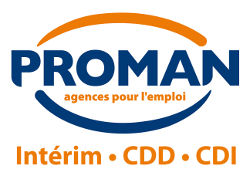 PROMAN
agences pour l'emploi
Intérim • CDD • CDI